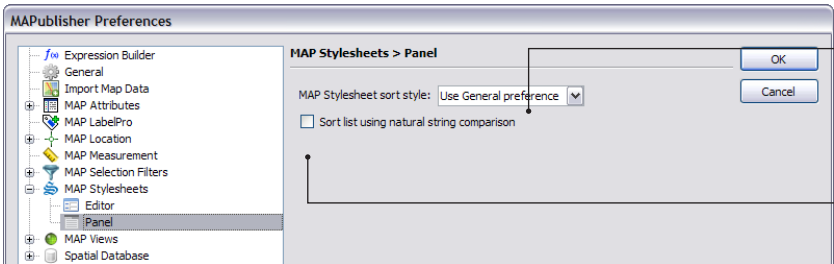 MAPublisher Preferences
f(x) Expression Builder
General
Import Map Data
MAP Attributes
MAP LabelPro
MAP Location
MAP Measurement
MAP Selection Filters
MAP Stylesheets
Editor
Panel
MAP Views
Spatial Database
MAP Stylesheets > Panel
MAP Stylesheet sort style: Use General preference
Sort list using natural string comparison
OK
Cancel